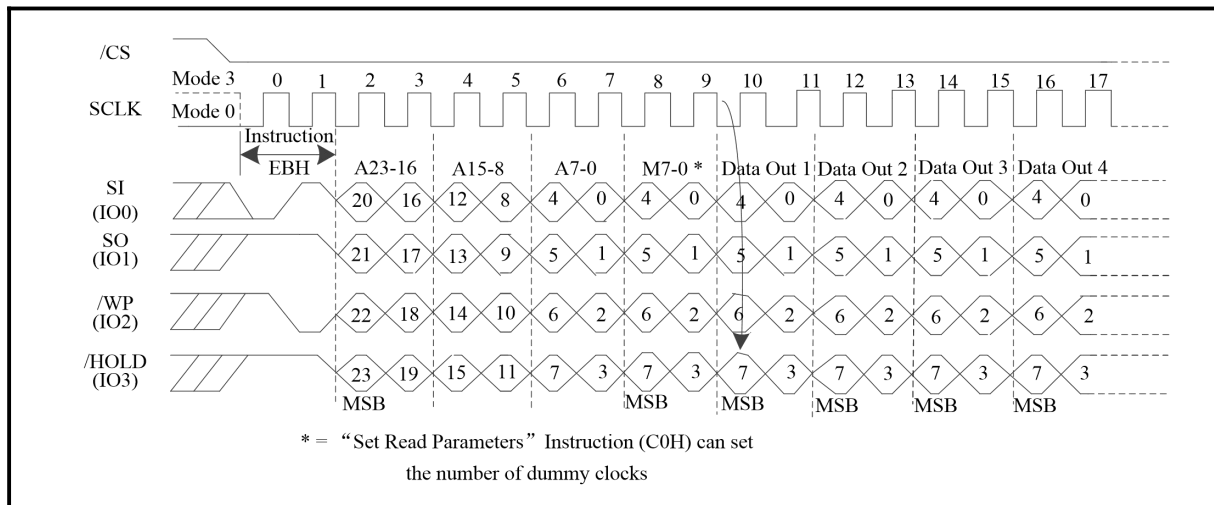 /CS
Mode 3 0 1 2 3 4 5 6 7 8 9 10 11 12 13 14 15 16 17
SCLK Mode 0
Instruction
EBH A23-16 A15-8 A7-0 M7-0 * Data Out 1 Data Out 2 Data Out 3 Data Out 4
SI
(IO0) 20 16 12 8 4 0 4 0 4 0 4 0 4 0 4 0
SO
(IO1) 21 17 13 9 5 1 5 1 5 1 5 1 5 1 5 1
/WP
(IO2) 22 18 14 10 6 2 6 2 6 2 6 2 6 2 6 2
/HOLD
(IO3) 23 19 15 11 7 3 7 3 7 3 7 3 7 3 7 3
MSB MSB MSB MSB MSB MSB
* = “Set Read Parameters” Instruction (C0H) can set
the number of dummy clocks